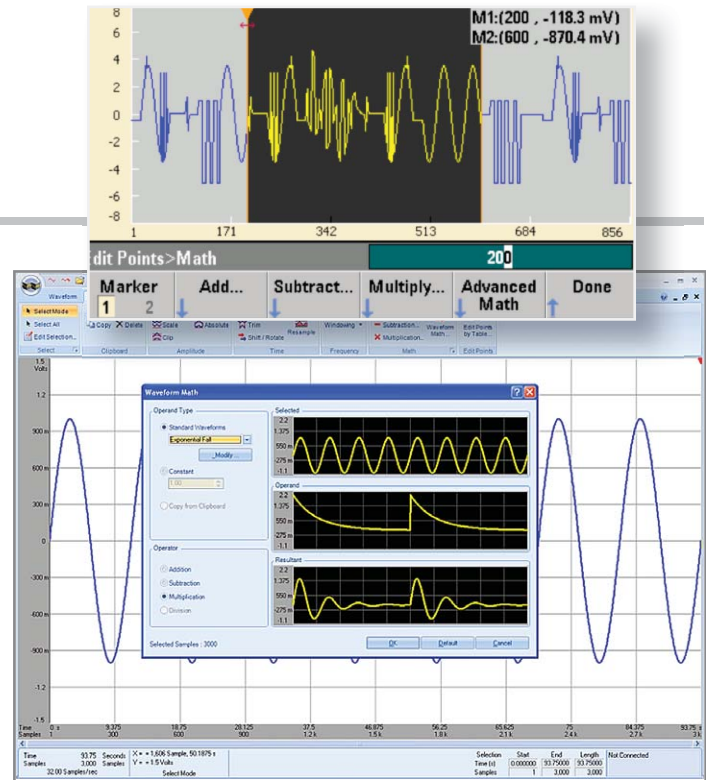 M1:(200 , -118.3 mV)
M2:(600 , -870.4 mV)
8
6
4
2
0
-2
-4
-6
-8
1 171 342 513 684 856
dit Points>Math 200
Marker Add... Subtract... Multiply... Advanced Math Done
1 2
Waveform
Select Mode
Select All Copy Delete Scale Absolute Trim Resample Windowing Subtraction... Waveform Math... Edit Points by Table...
Edit Selection... Clip Shift / Rotate Multiplication...
Select Clipboard Amplitude Time Frequency Math Edit Points
1.5
Volts
1.2
900 m
600 m
300 m
0
-300 m
-600 m
-900 m
-1.2
-1.5
Waveform Math
Operand Type
Standard Waveforms
Exponential Fall
Modify ...
Constant
1.00
Copy from Clipboard
Operator
Addition
Subtraction
Multiplication
Division
Selected Samples : 3000
Selected
2.2
1.375
550 m
-275 m
-1.1
Operand
2.2
1.375
550 m
-275 m
-1.1
Resultant
2.2
1.375
550 m
-275 m
-1.1
OK Default Cancel
Time 0 s 9.375 18.75 28.125 37.5 46.875 56.25 65.625 75 84.375 93.75 s
Samples 1 300 600 900 1.2 k 1.5 k 1.8 k 2.1 k 2.4 k 2.7 k 3 k
Time 93.75 Seconds X = + 1,606 Sample, 50.1875 s Selection Start End Length Not Connected
Samples 3,000 Samples Y = + 1.5 Volts Time (s) 0.000000 93.75000 93.75000
32.00 Samples/sec Select Mode Samples 1 3,000 3,000